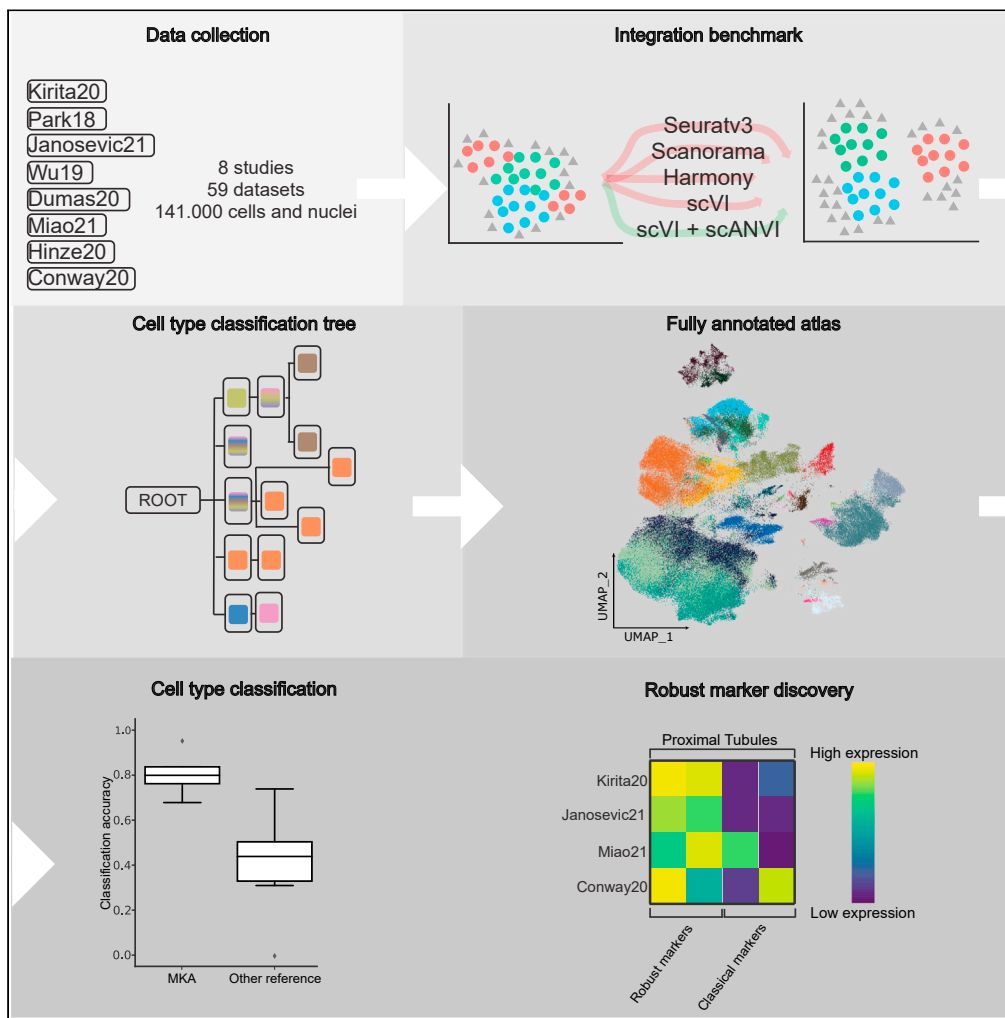 Data collection
Kirita20
Park18
Janosevic21
Wu19
Dumas20
Miao21
Hinze20
Conway20
8 studies
59 datasets
141.000 cells and nuclei
Integration benchmark
Seuratv3
Scanorama
Harmony
scVI
scVI + scANVI
Cell type classification tree
ROOT
Fully annotated atlas
UMAP_2
UMAP_1
Cell type classification
Classification accuracy
1.0
0.8
0.6
0.4
0.2
0.0
MKA
Other reference
Robust marker discovery
Proximal Tubules
High expression
Kirita20
Janosevic21
Miao21
Conway20
Low expression
Robust markers
Classical markers